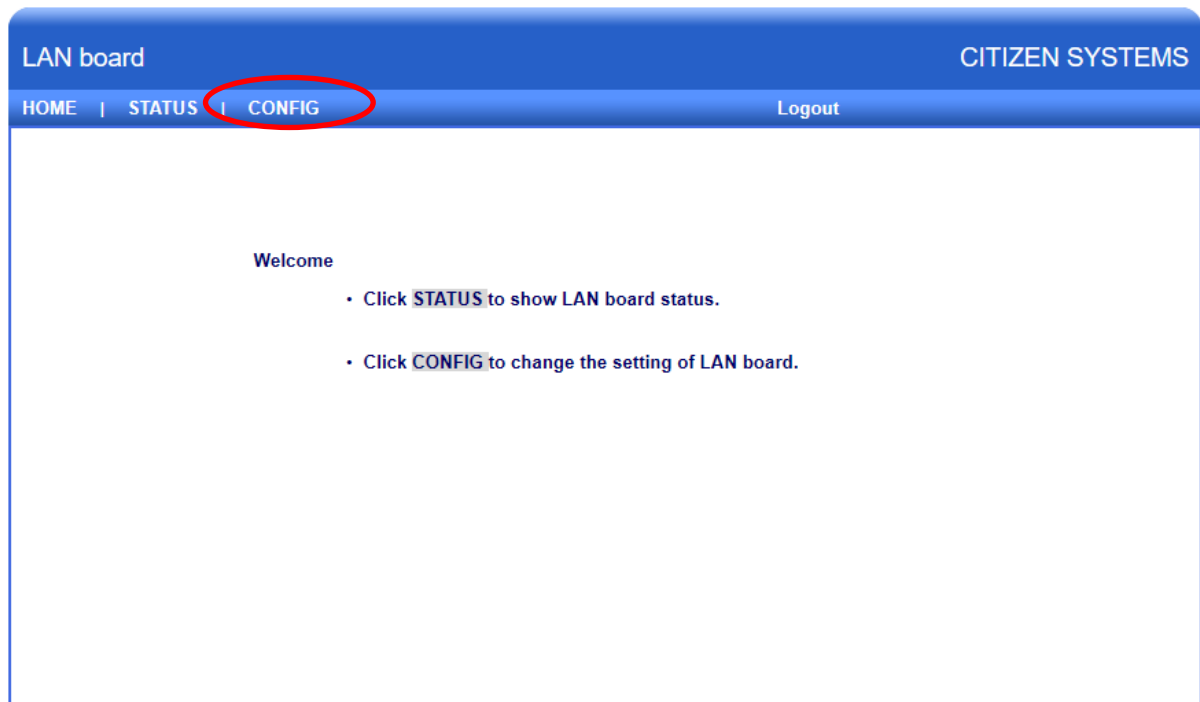 LAN board CITIZEN SYSTEMS
HOME | STATUS | CONFIG Logout
Welcome
• Click STATUS to show LAN board status.
• Click CONFIG to change the setting of LAN board.